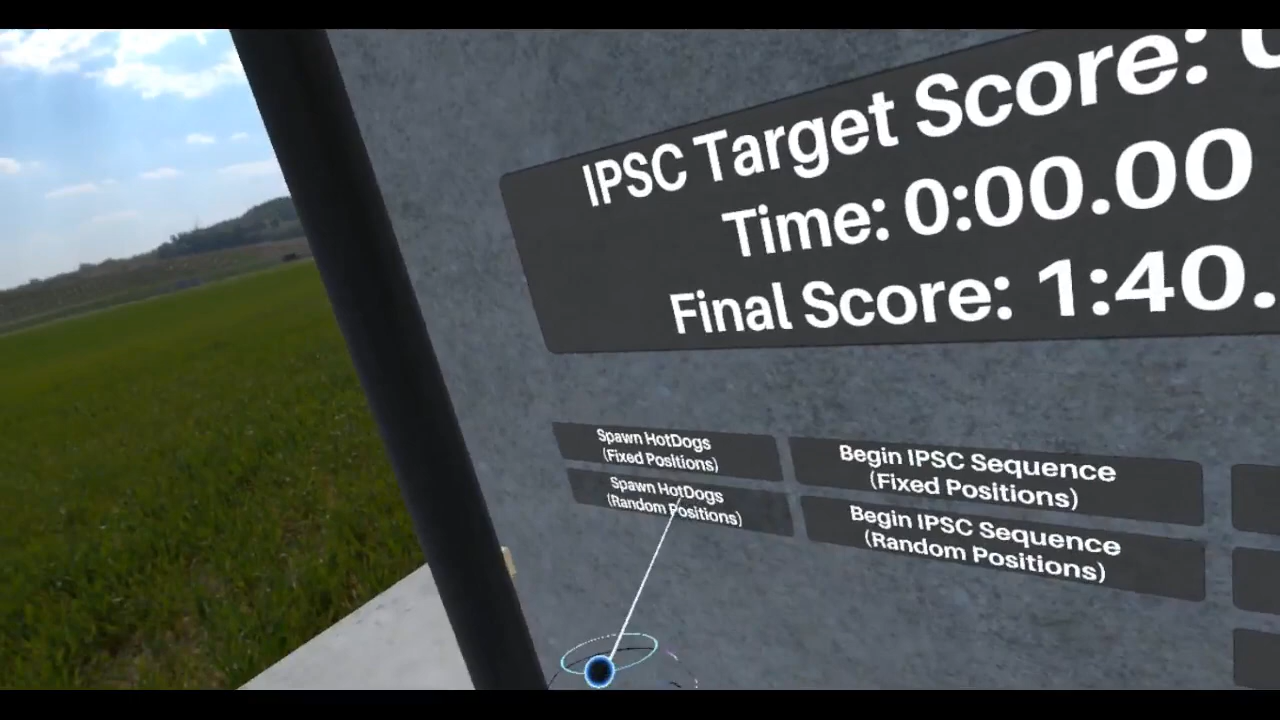 IPSC Target Score:
Time: 0:00.00
Final Score: 1:40.
Spawn HotDogs
(Fixed Positions)
Begin IPSC Sequence
(Fixed Positions)
Spawn HotDogs
(Random Positions)
Begin IPSC Sequence
(Random Positions)